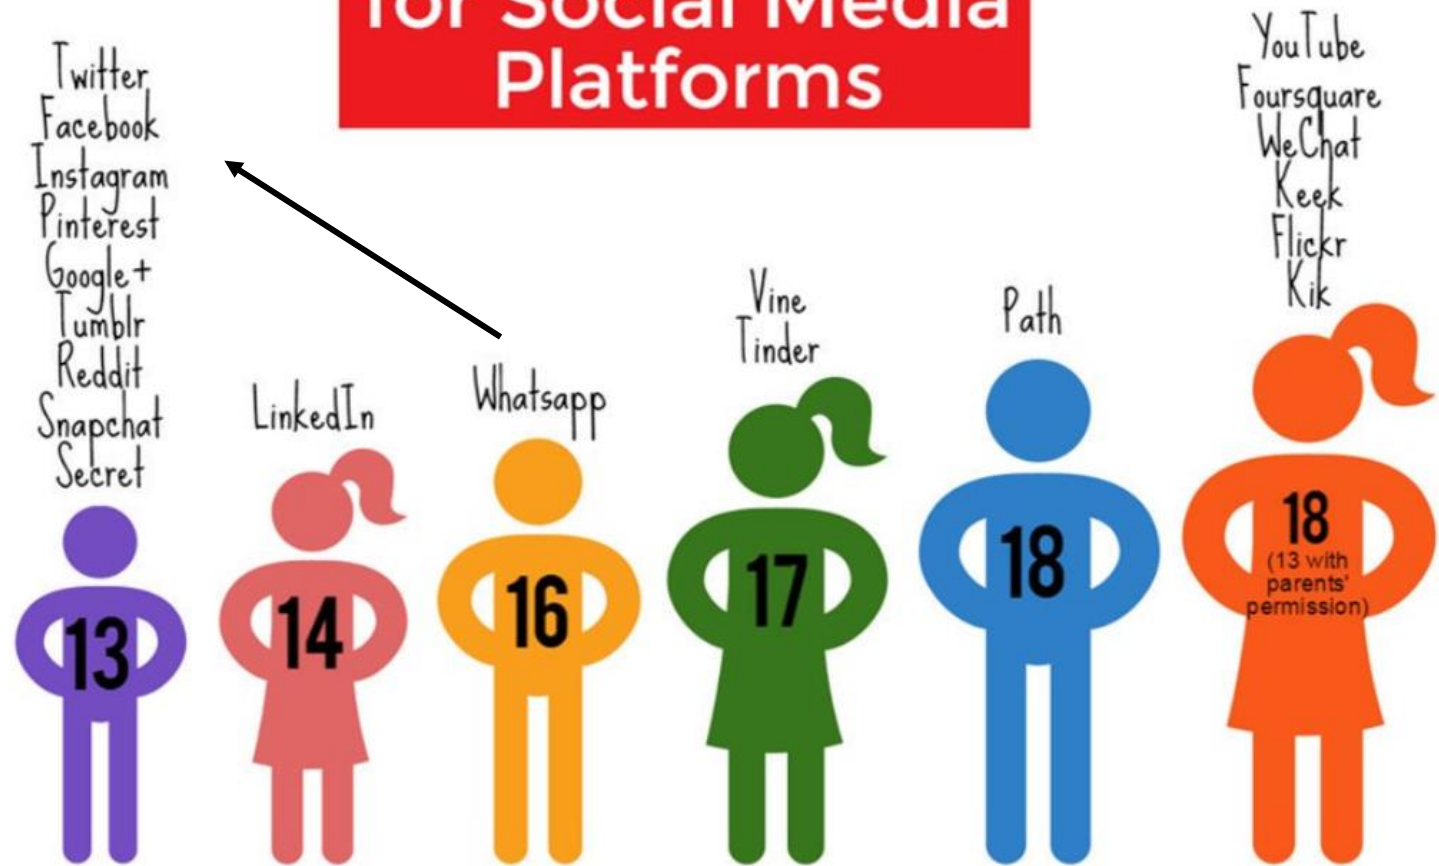 for Social Media
Platforms
Twitter
Facebook
Instagram
Pinterest
Google+
Tumblr
Reddit
Snapchat
Secret
13
LinkedIn
14
Whatsapp
16
Vine
Tinder
17
Path
18
YouTube
Foursquare
WeChat
Keek
Flickr
Kik
18
(13 with
parents'
permission)